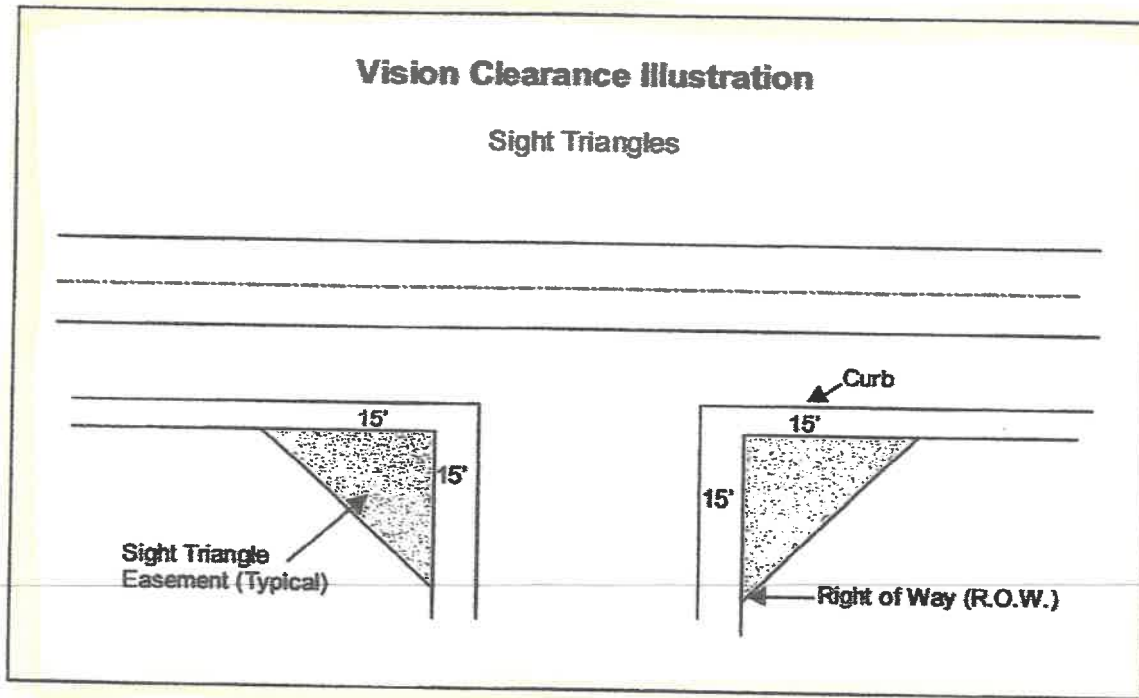 Vision Clearance Illustration
Sight Triangles
Curb
15'
15'
15'
15'
Sight Triangle
Easement (Typical)
Right of Way (R.O.W.)